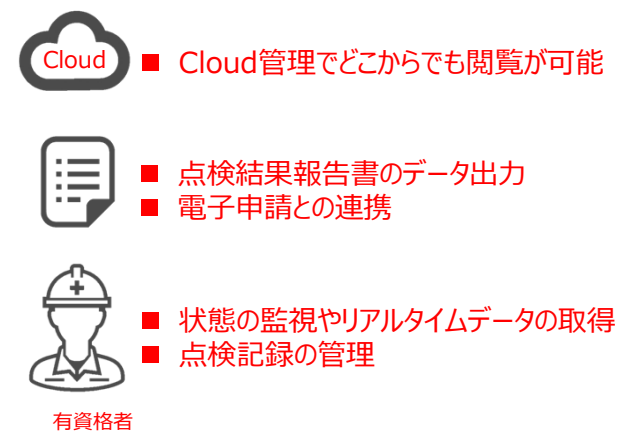 Cloud
■ Cloud管理でどこからでも閲覧が可能
■ 点検結果報告書のデータ出力
■ 電子申請との連携
■ 状態の監視やリアルタイムデータの取得
■ 点検記録の管理
有資格者